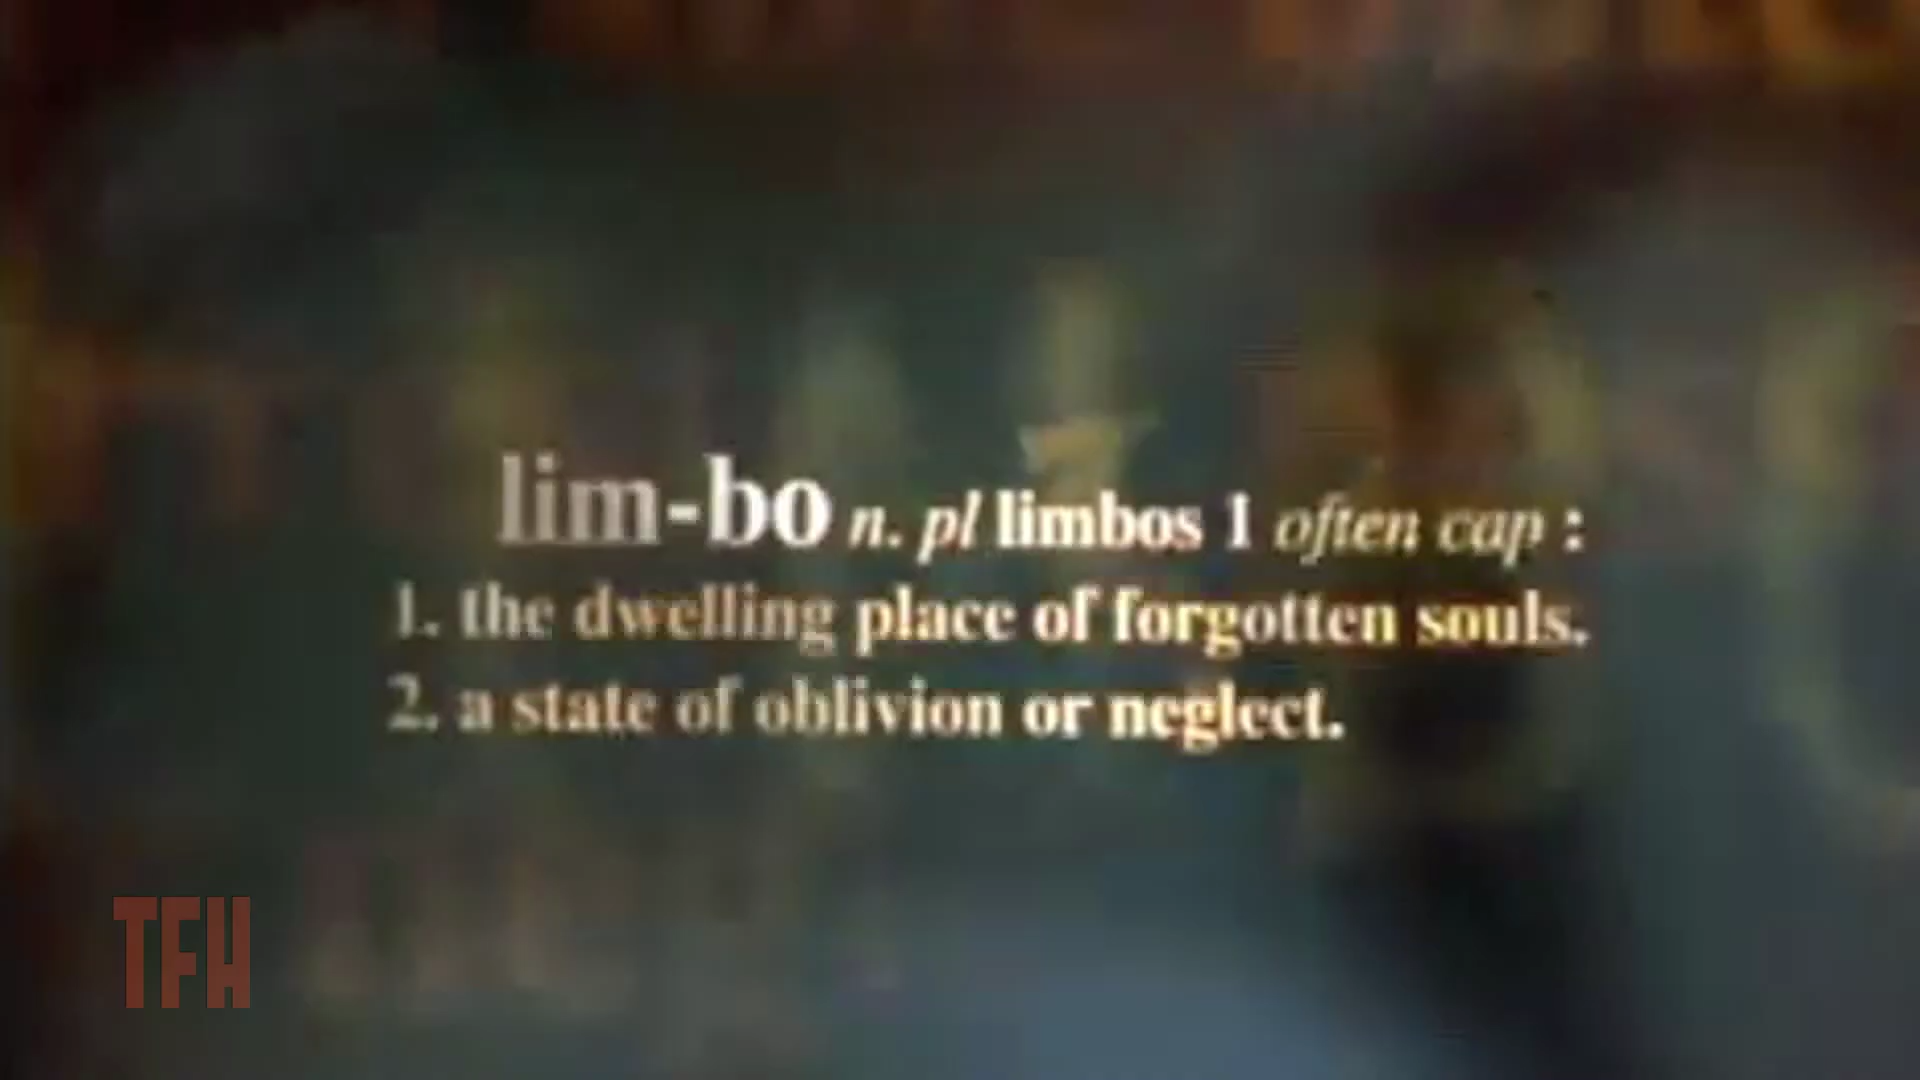 lim-bo n. pl limbos 1 often cap :
1. the dwelling place of forgotten souls.
2. a state of oblivion or neglect.
TFH